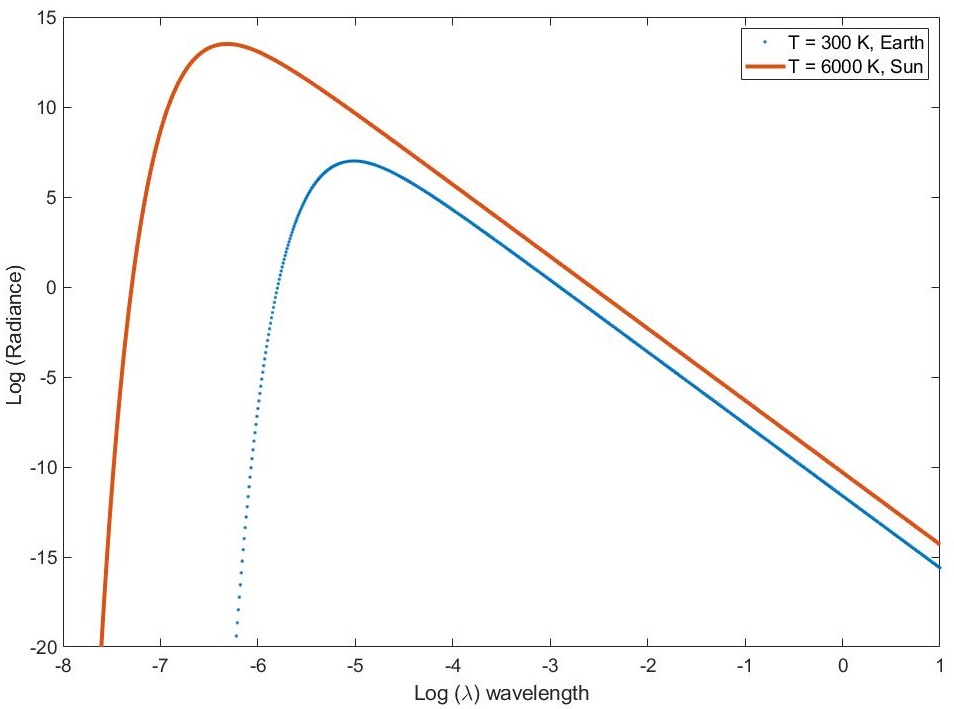 15
10
5
0
-5
-10
-15
-20
Log (Radiance)
T = 300 K, Earth
T = 6000 K, Sun
-8 -7 -6 -5 -4 -3 -2 -1 0 1
Log (λ) wavelength